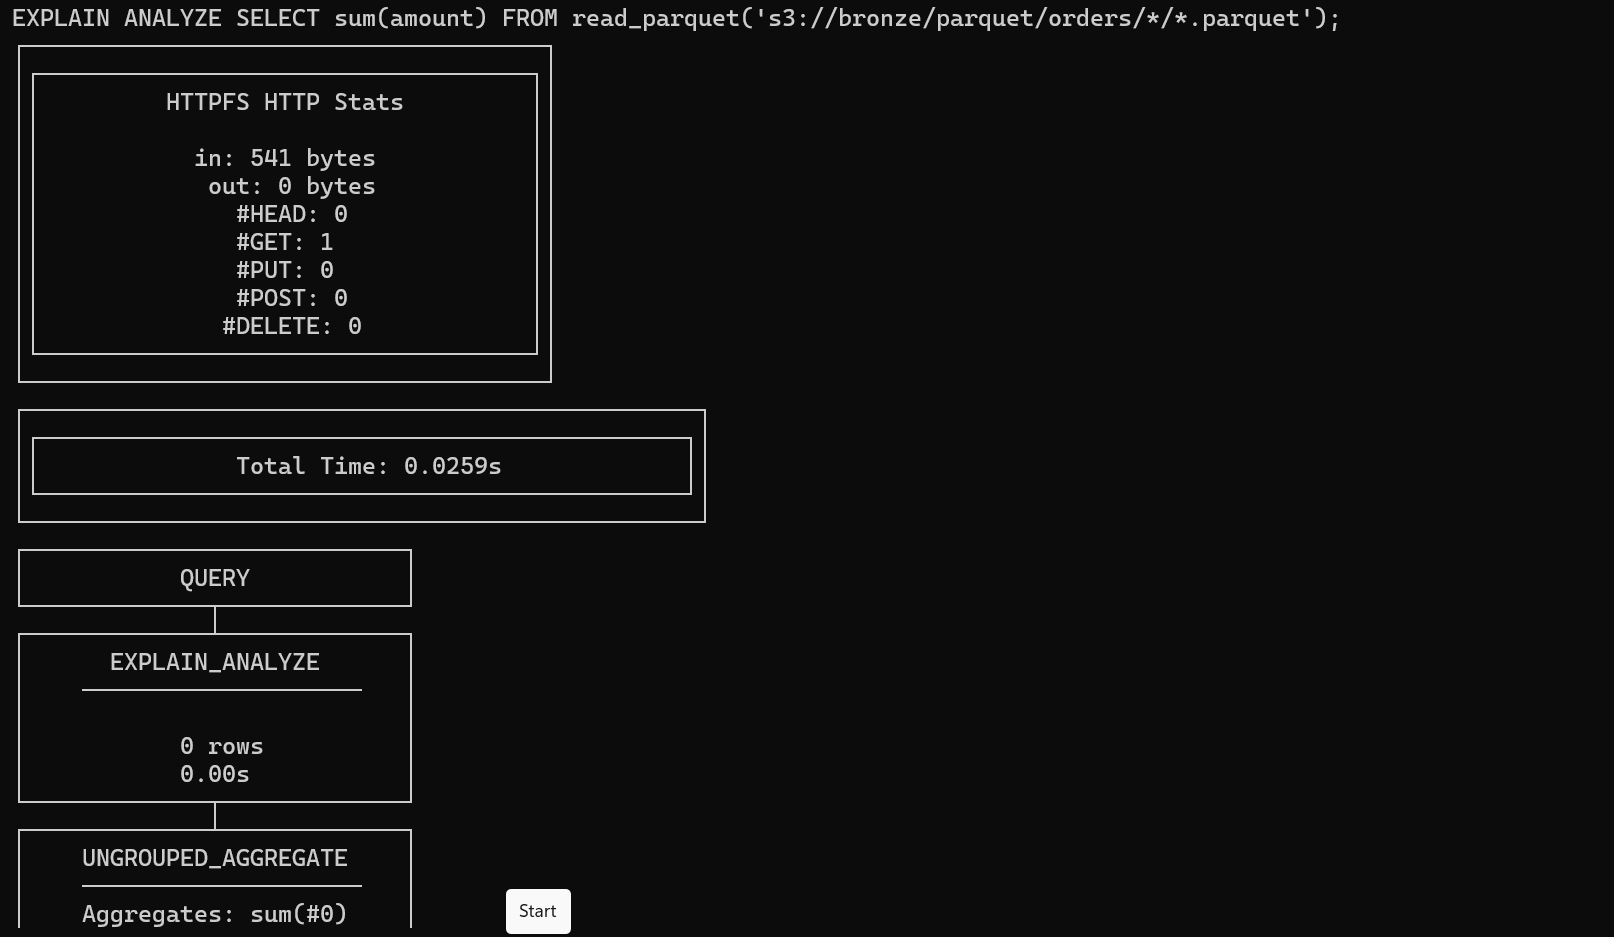 EXPLAIN ANALYZE SELECT sum(amount) FROM read_parquet('s3://bronze/parquet/orders/*/*.parquet');
HTTPFS HTTP Stats
in: 541 bytes
out: 0 bytes
#HEAD: 0
#GET: 1
#PUT: 0
#POST: 0
#DELETE: 0
Total Time: 0.0259s
QUERY
EXPLAIN_ANALYZE
0 rows
0.00s
UNGROUPED_AGGREGATE
Aggregates: sum(#0)
Start